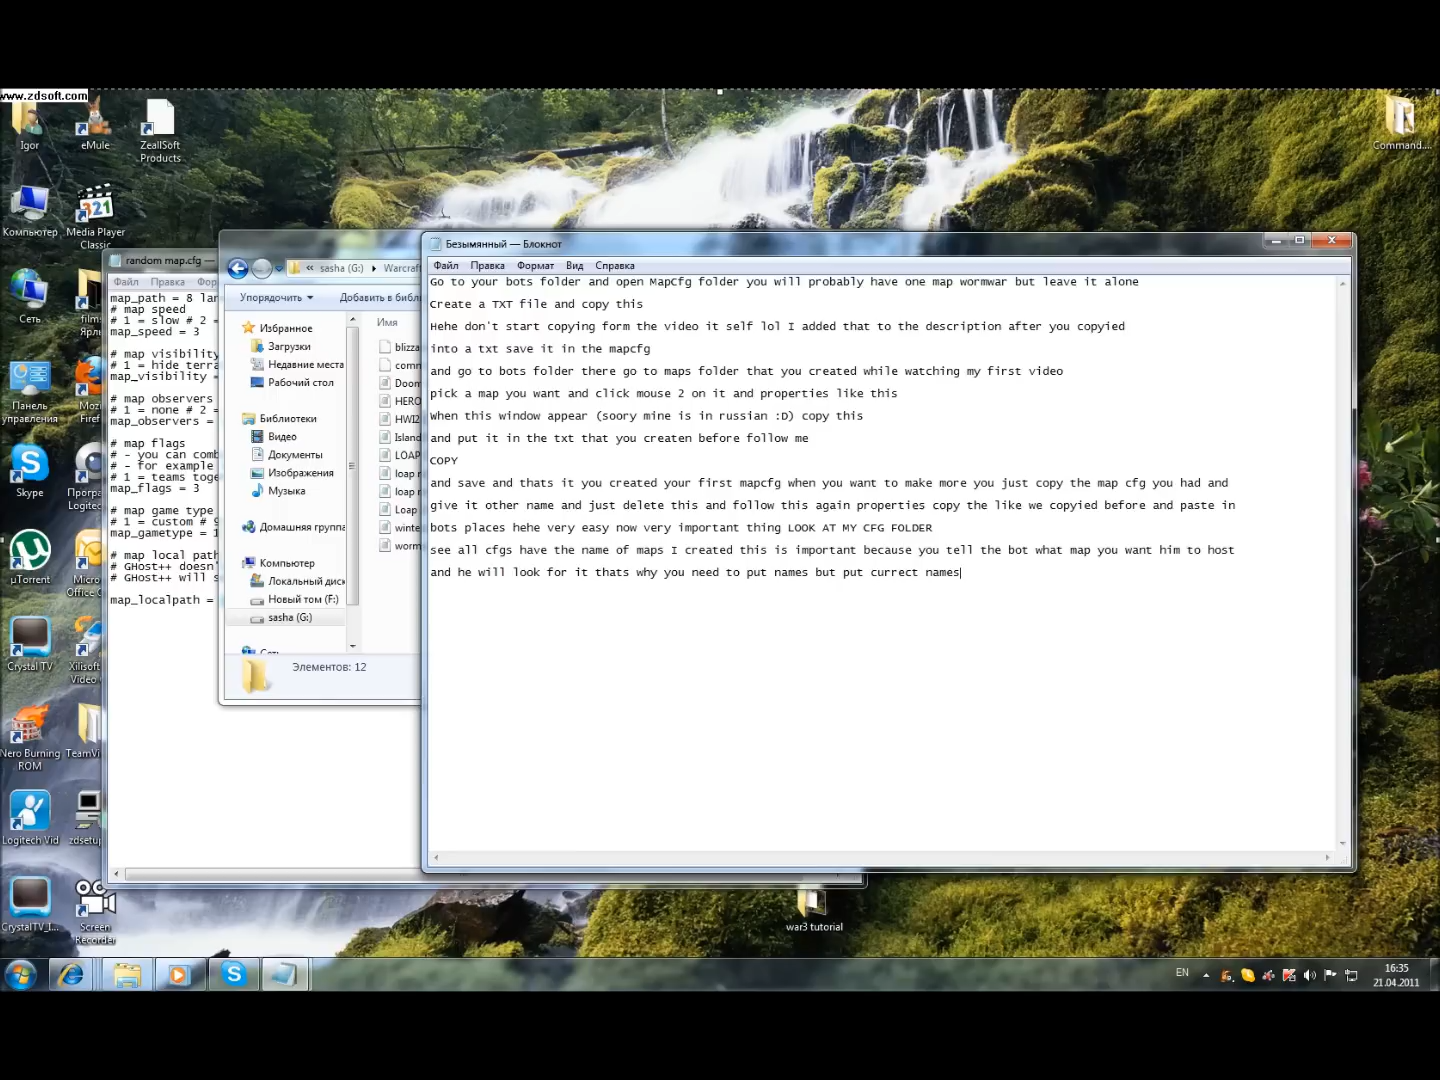 www.zdsoft.com
Igor
eMule
ZeallSoft
Products
Command....
Компьютер
Media Player
Classic
Сеть
Панель
управления
Skype
µTorrent
Crystal TV
Xilisoft
Video
Nero Burning
ROM
Logitech Vid
zdsetup
CrystalTV_I...
Screen
Recorder
war3 tutorial
random map.cfg —
Файл Правка
map_path = 8
# map speed
# 1 = slow # 2 =
map_speed = 3
# map visibility
# 1 = hide
map_visibility =
# map observers
# 1 = none # 2 =
map_observers =
# map flags
# - you can
# - for example
# 1 = teams
map_flags = 3
# map game type
# 1 = custom #
map_gametype = 1
# map local path
# GHost++
# GHost++ will
map_localpath =
« sasha (G:) ▸
Упорядочить Добавить в
Имя
Избранное
Загрузки
Недавние места
Рабочий стол
Библиотеки
Видео
Документы
Изображения
Музыка
Домашняя группа
Компьютер
Локальный
Новый том (F:)
sasha (G:)
HERO
LOAP
loap
loap
Loap
Элементов: 12
Безымянный — Блокнот
Файл Правка Формат Вид Справка
Go to your bots folder and open MapCfg folder you will probably have one map wormwar but leave it alone
Create a TXT file and copy this
Hehe don't start copying form the video it self lol I added that to the description after you copyied
into a txt save it in the mapcfg
and go to bots folder there go to maps folder that you created while watching my first video
pick a map you want and click mouse 2 on it and properties like this
When this window appear (soory mine is in russian :D) copy this
and put it in the txt that you createn before follow me
COPY
and save and thats it you created your first mapcfg when you want to make more you just copy the map cfg you had and
give it other name and just delete this and follow this again properties copy the like we copyied before and paste in
bots places hehe very easy now very important thing LOOK AT MY CFG FOLDER
see all cfgs have the name of maps I created this is important because you tell the bot what map you want him to host
and he will look for it thats why you need to put names but put currect names
EN
16:35
21.04.2011